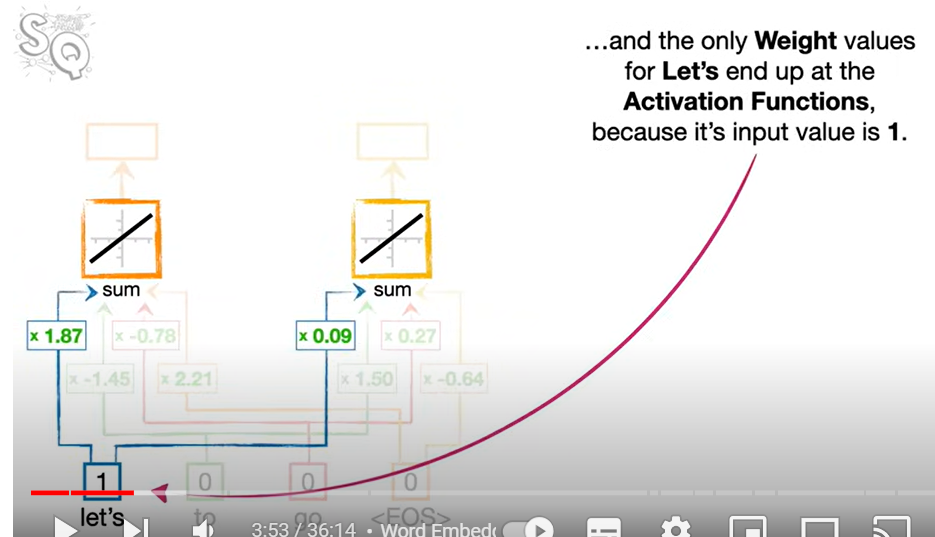 SQ
...and the only Weight values
for Let's end up at the
Activation Functions,
because it's input value is 1.
sum
sum
x 1.87
x -0.78
x 0.09
x 0.27
x -1.45
x 2.21
x 1.50
x -0.64
1
0
0
0
let's
to
go
<EOS>
3:53 / 36:14 • Word Embedd